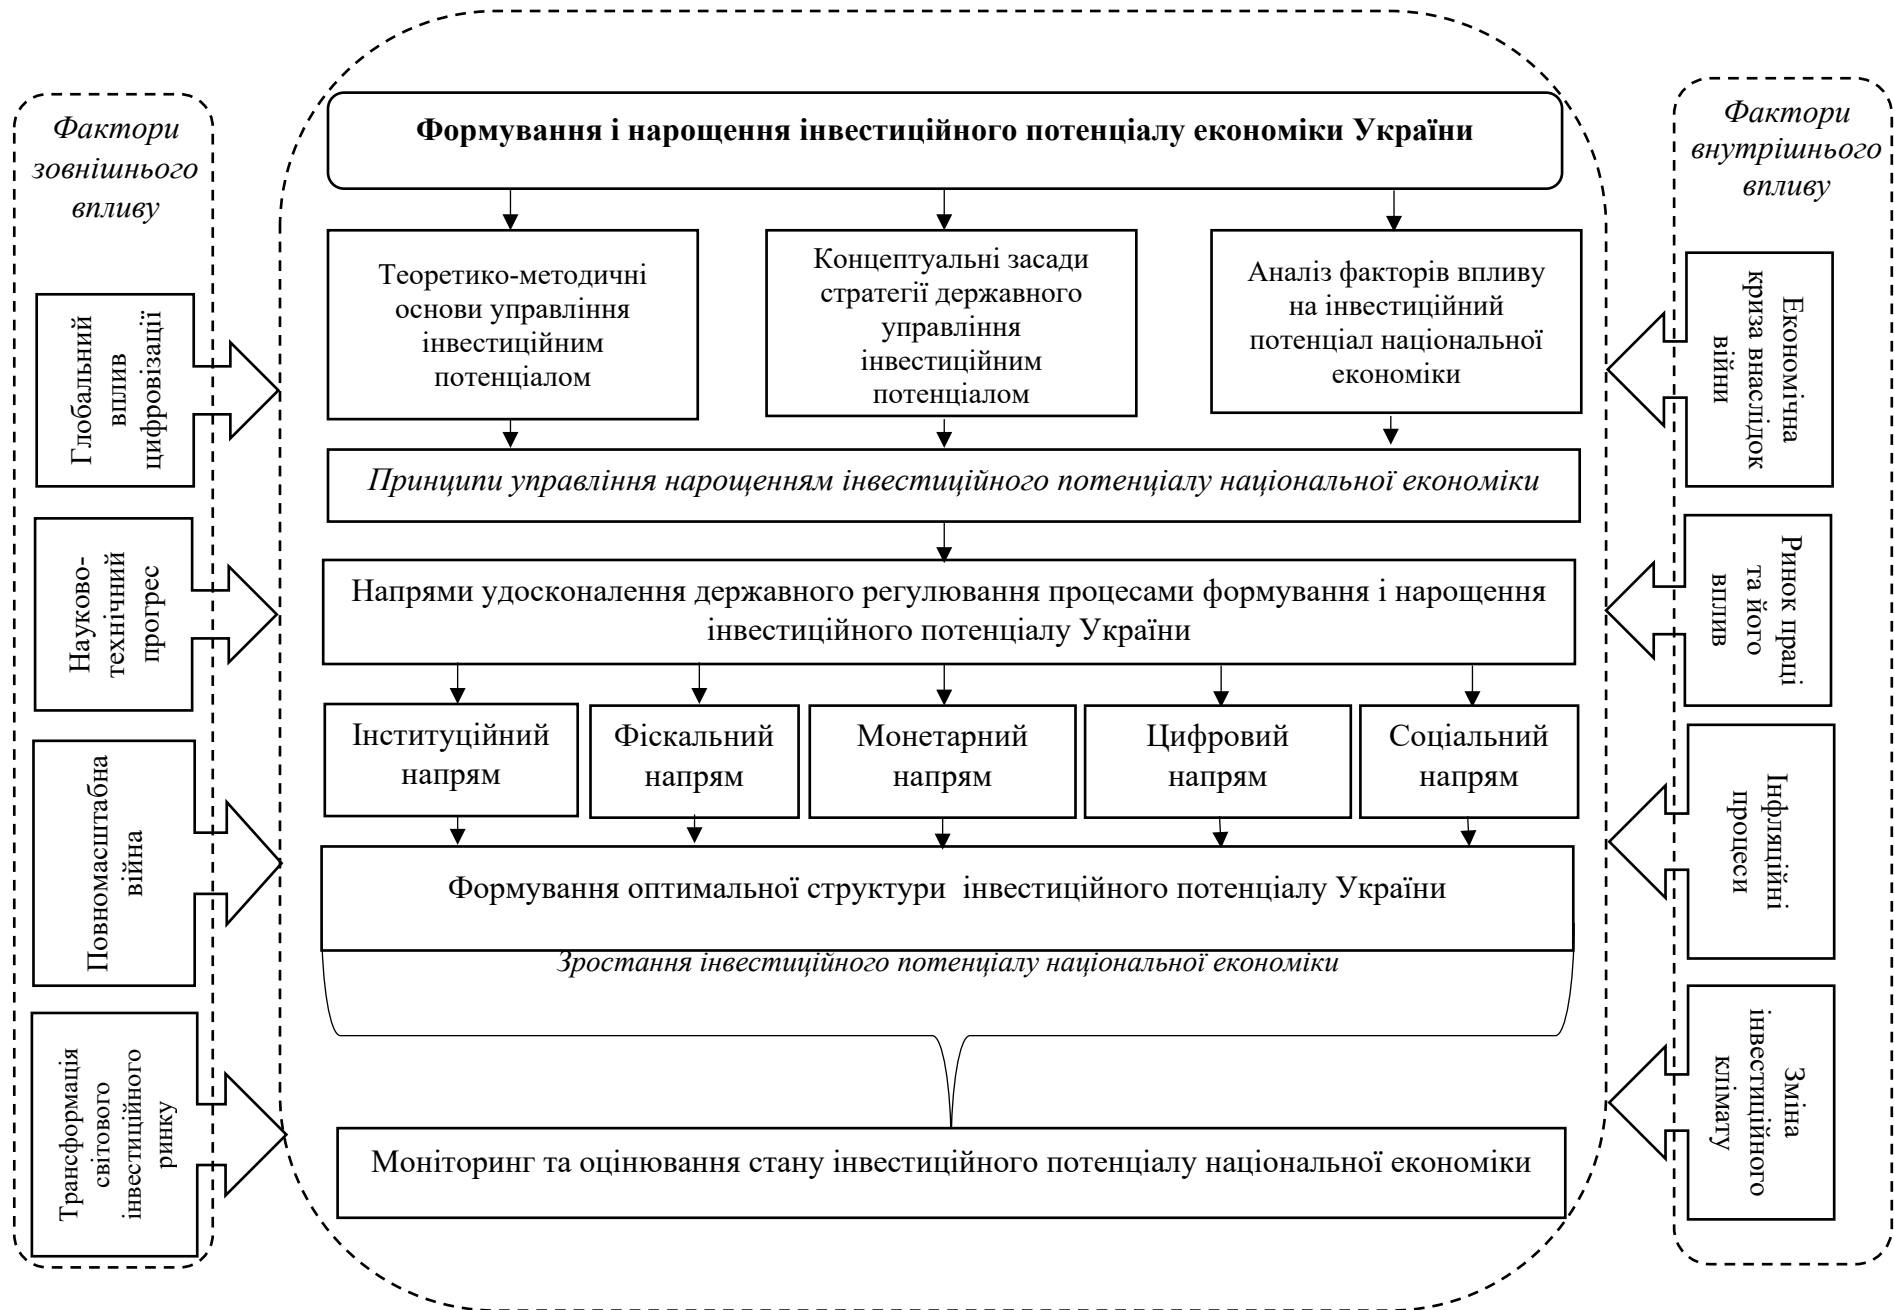 Фактори
зовнішнього
впливу
Глобальний
вплив
цифровізації
Науково-
технічний
прогрес
Повномасштабна
війна
Трансформація
світового
інвестиційного
ринку
Формування і нарощення інвестиційного потенціалу економіки України
Теоретико-методичні
основи управління
інвестиційним
потенціалом
Концептуальні засади
стратегії державного
управління
інвестиційним
потенціалом
Аналіз факторів впливу
на інвестиційний
потенціал національної
економіки
Принципи управління нарощенням інвестиційного потенціалу національної економіки
Напрями удосконалення державного регулювання процесами формування і нарощення
інвестиційного потенціалу України
Інституційний
напрям
Фіскальний
напрям
Монетарний
напрям
Цифровий
напрям
Соціальний
напрям
Формування оптимальної структури  інвестиційного потенціалу України
Зростання інвестиційного потенціалу національної економіки
Моніторинг та оцінювання стану інвестиційного потенціалу національної економіки
Фактори
внутрішнього
впливу
Економічна
криза внаслідок
війни
Ринок праці
та його
вплив
Інфляційні
процеси
Зміна
інвестиційного
клімату